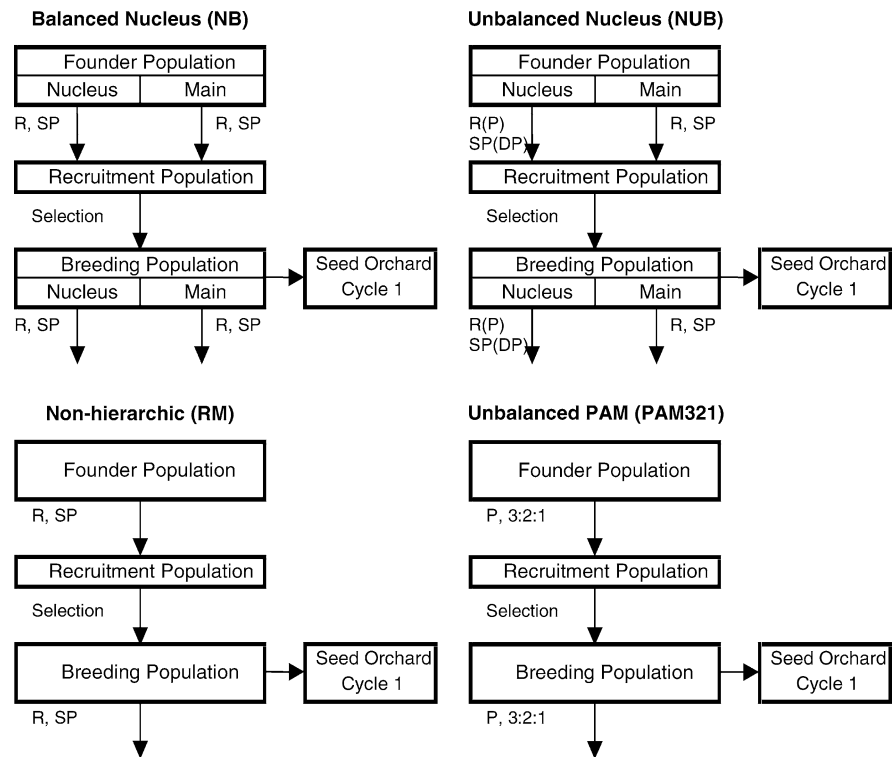 Balanced Nucleus (NB)
Founder Population
Nucleus Main
R, SP R, SP
Recruitment Population
Selection
Breeding Population
Nucleus Main
R, SP R, SP
Seed Orchard
Cycle 1
Unbalanced Nucleus (NUB)
Founder Population
Nucleus Main
R(P) R, SP
SP(DP)
Recruitment Population
Selection
Breeding Population
Nucleus Main
R(P) R, SP
SP(DP)
Seed Orchard
Cycle 1
Non-hierarchic (RM)
Founder Population
R, SP
Recruitment Population
Selection
Breeding Population
R, SP
Seed Orchard
Cycle 1
Unbalanced PAM (PAM321)
Founder Population
P, 3:2:1
Recruitment Population
Selection
Breeding Population
P, 3:2:1
Seed Orchard
Cycle 1